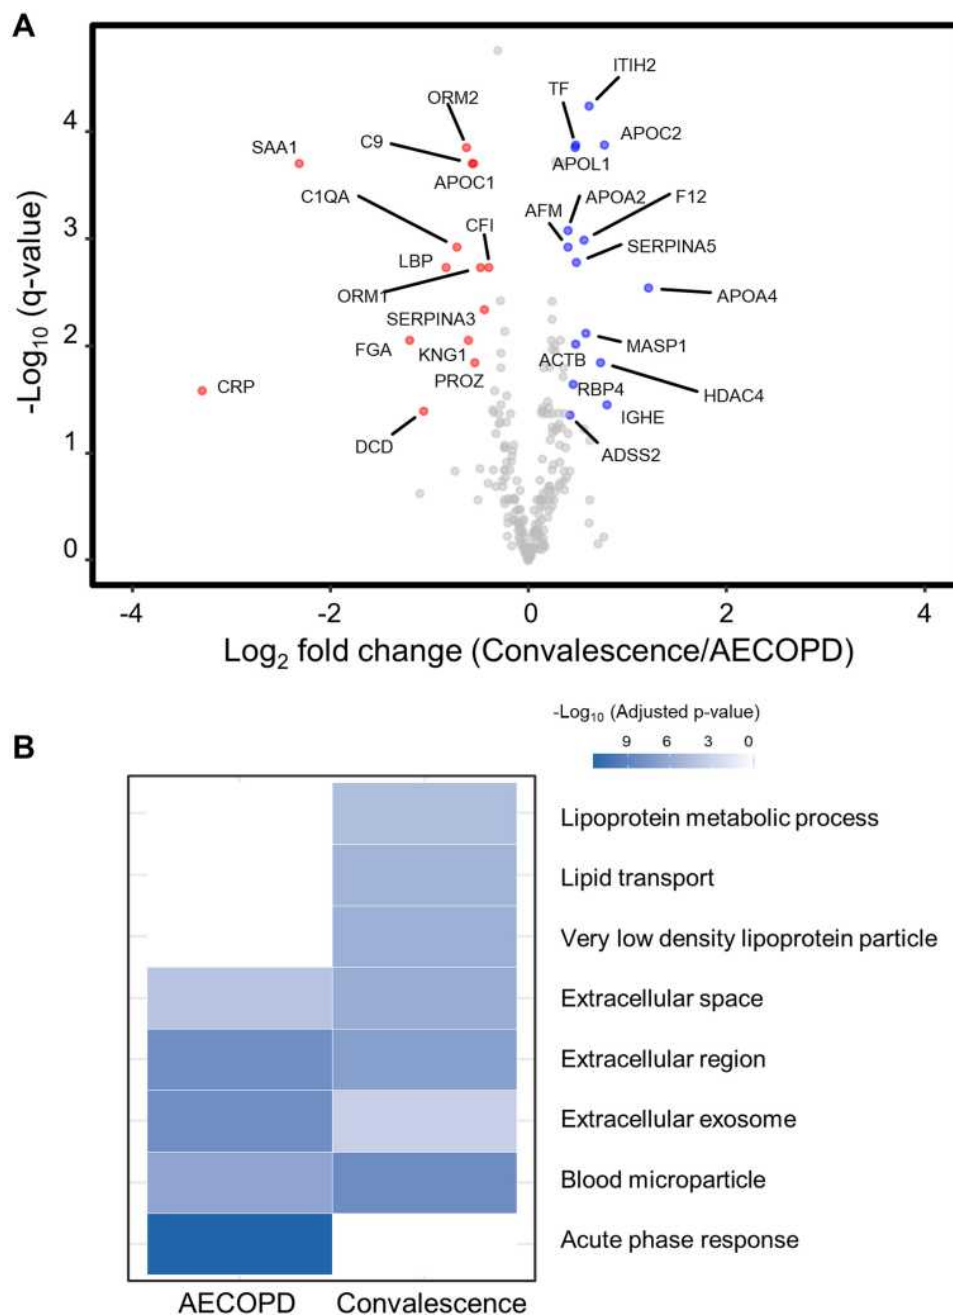 A
ITIH2
TF
ORM2
APOC2
C9
SAA1
APOL1
APOC1
C1QA
APOA2
F12
AFM
CFI
SERPINA5
LBP
APOA4
ORM1
SERPINA3
MASP1
FGA
KNG1
ACTB
PROZ
RBP4
HDAC4
CRP
IGHE
DCD
ADSS2
4
3
2
1
0
-Log10 (q-value)
-4 -2 0 2 4
Log2 fold change (Convalescence/AECOPD)
-Log10 (Adjusted p-value)
9 6 3 0
B
Lipoprotein metabolic process
Lipid transport
Very low density lipoprotein particle
Extracellular space
Extracellular region
Extracellular exosome
Blood microparticle
Acute phase response
AECOPD Convalescence